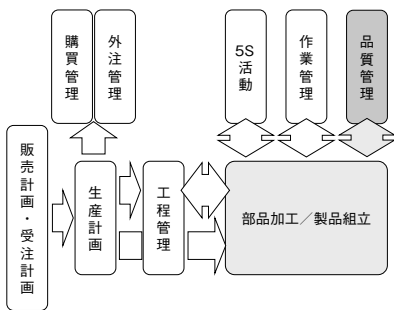 購買管理
外注管理
5S
活動
作業管理
品質管理
販売計画・受注計画
生産計画
工程管理
部品加工／製品組立